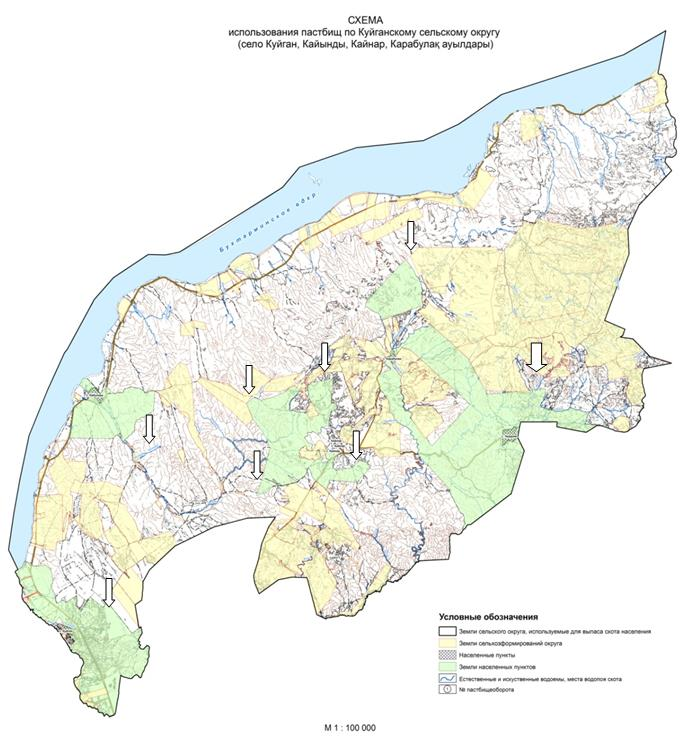 СХЕМА
использования пастбищ по Куйганскому сельскому округу
(село Куйган, Кайынды, Кайнар, Карабулақ ауылдары)
Бухтарминское вдхр.
Условные обозначения
Земли сельского округа, используемые для выпаса скота населения
Земли сельхозформирований округа
Населенные пункты
Земли населенных пунктов
Естественные и искуственные водоемы, места водопоя скота
№ пастбищеоборота
М 1 : 100 000